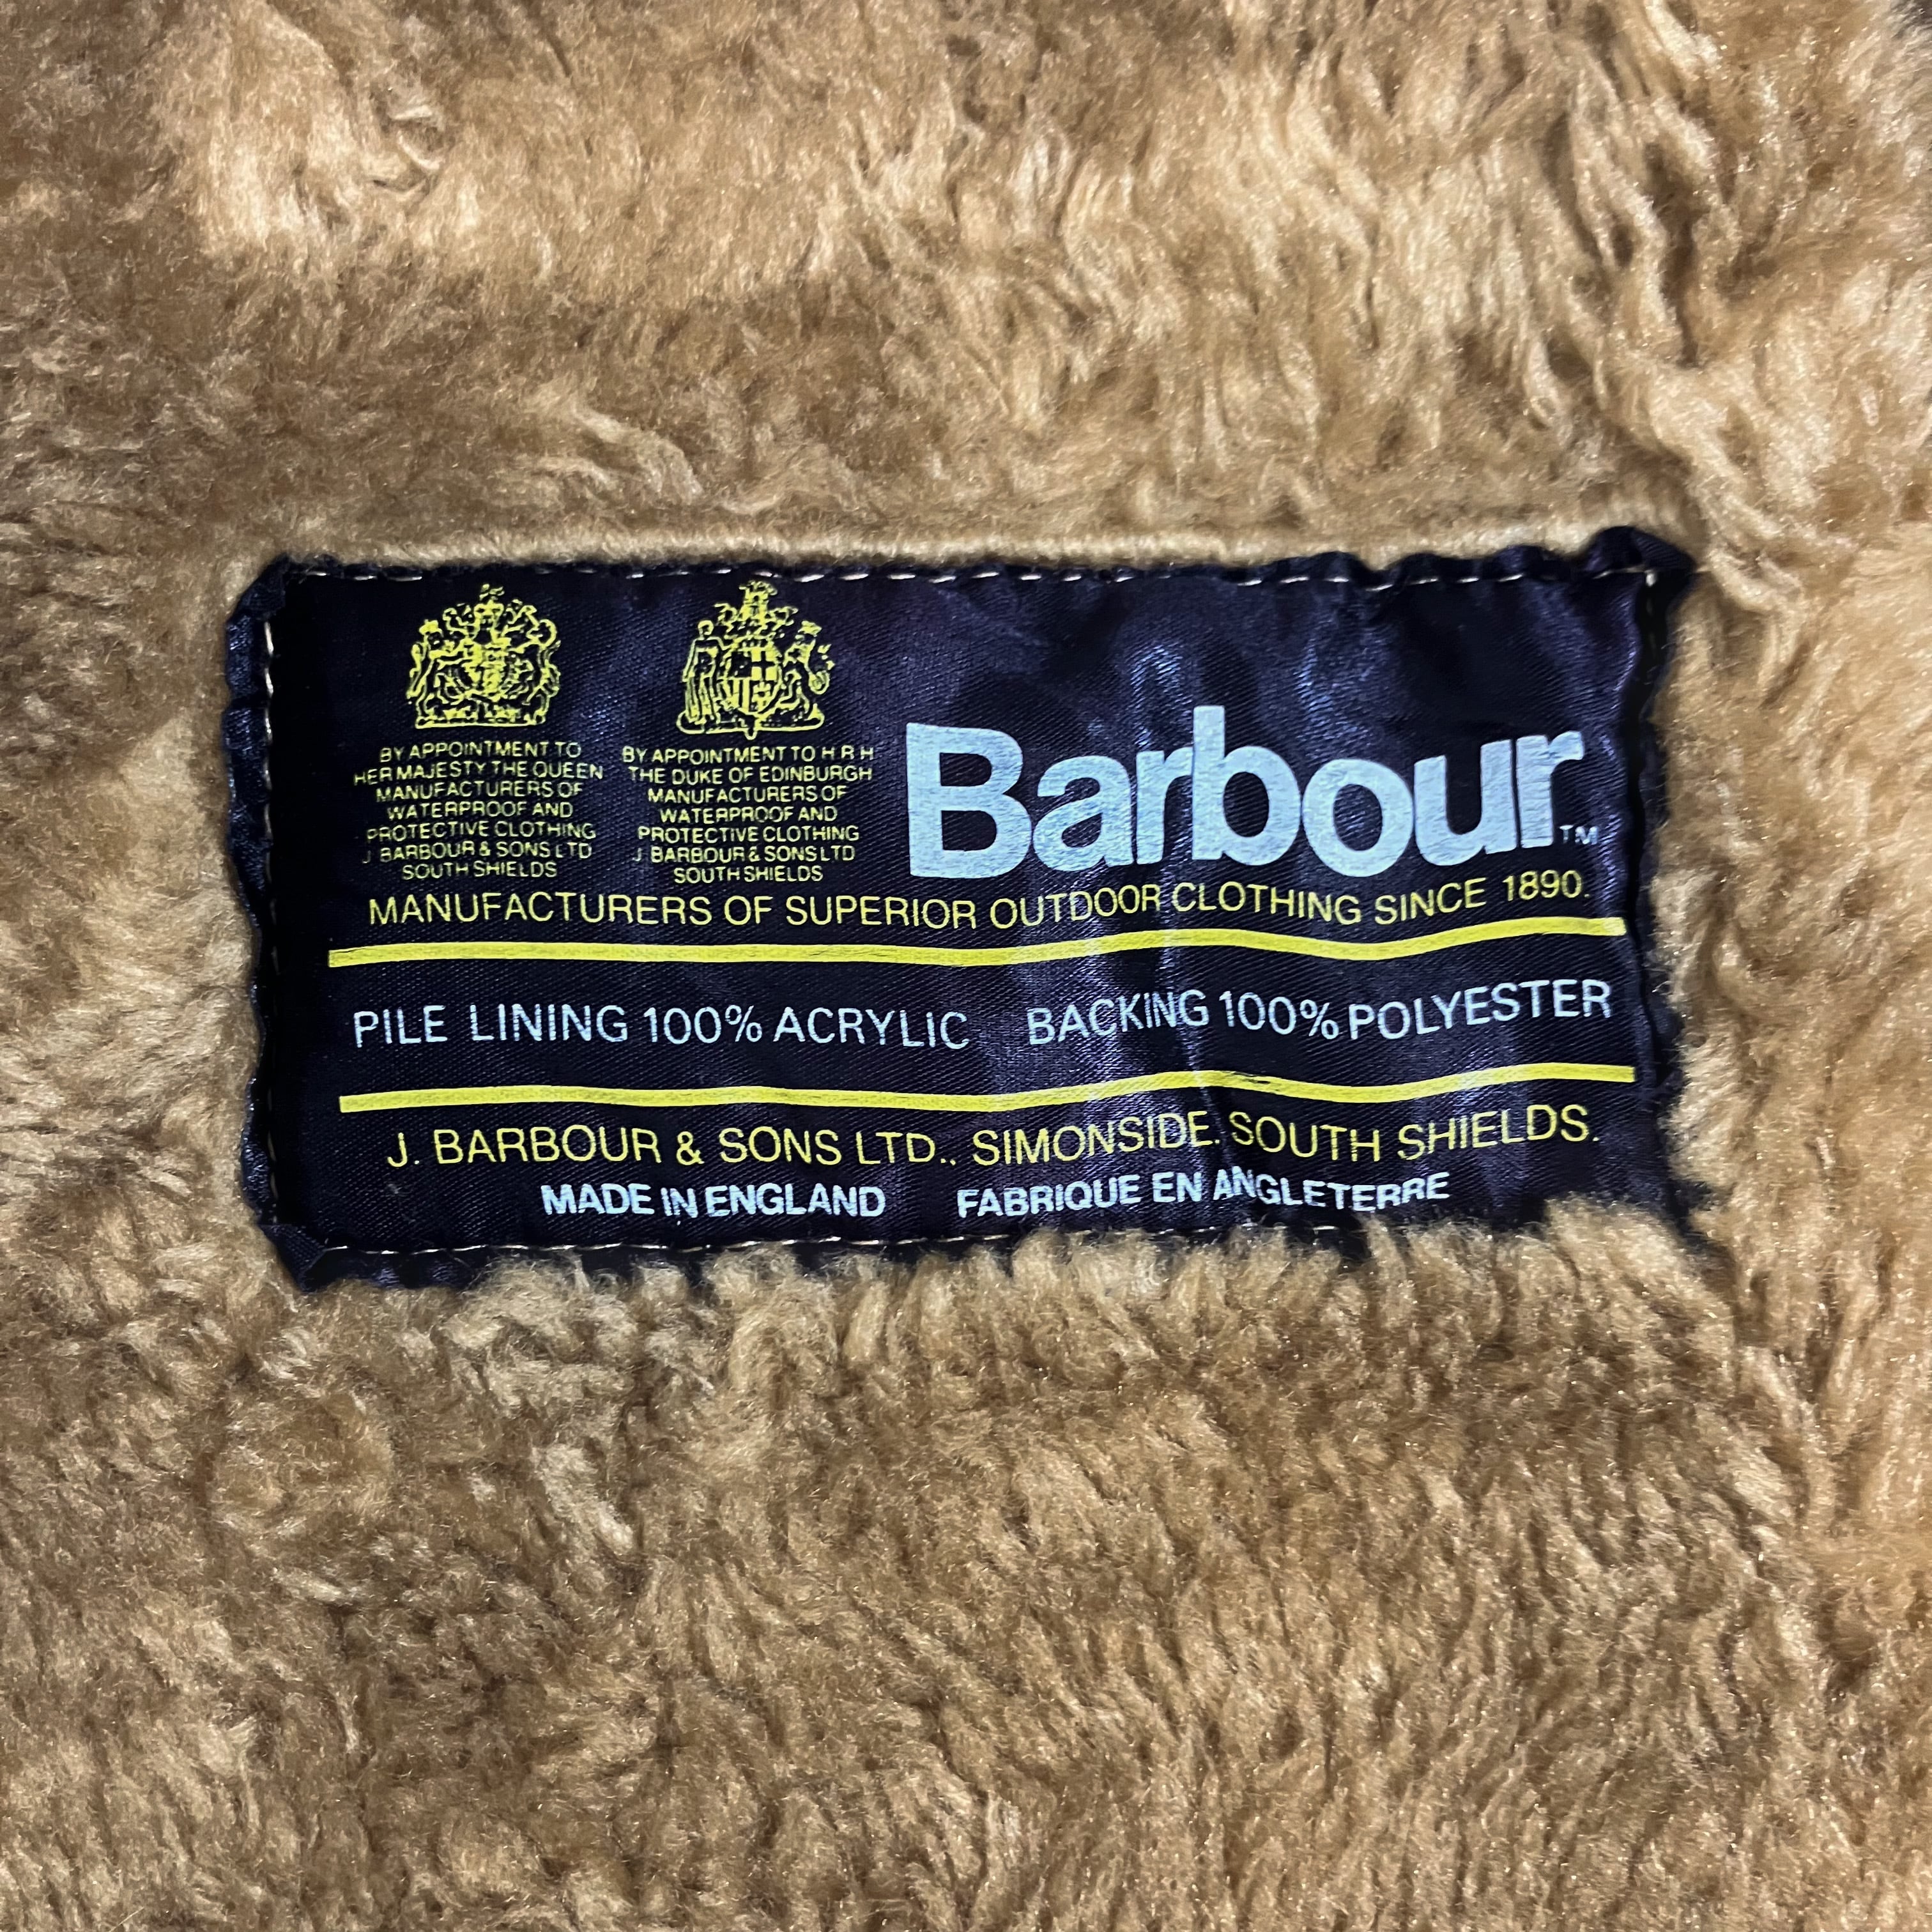 BY APPOINTMENT TO
HER MAJESTY THE QUEEN
MANUFACTURERS OF
WATERPROOF AND
PROTECTIVE CLOTHING
J BARBOUR & SONS LTD
SOUTH SHIELDS
BY APPOINTMENT TO H R H
THE DUKE OF EDINBURGH
MANUFACTURERS OF
WATERPROOF AND
PROTECTIVE CLOTHING
J BARBOUR & SONS LTD
SOUTH SHIELDS
Barbour TM
MANUFACTURERS OF SUPERIOR OUTDOOR CLOTHING SINCE 1890.
PILE LINING 100% ACRYLIC BACKING 100% POLYESTER
J. BARBOUR & SONS LTD., SIMONSIDE. SOUTH SHIELDS.
MADE IN ENGLAND FABRIQUE EN ANGLETERRE